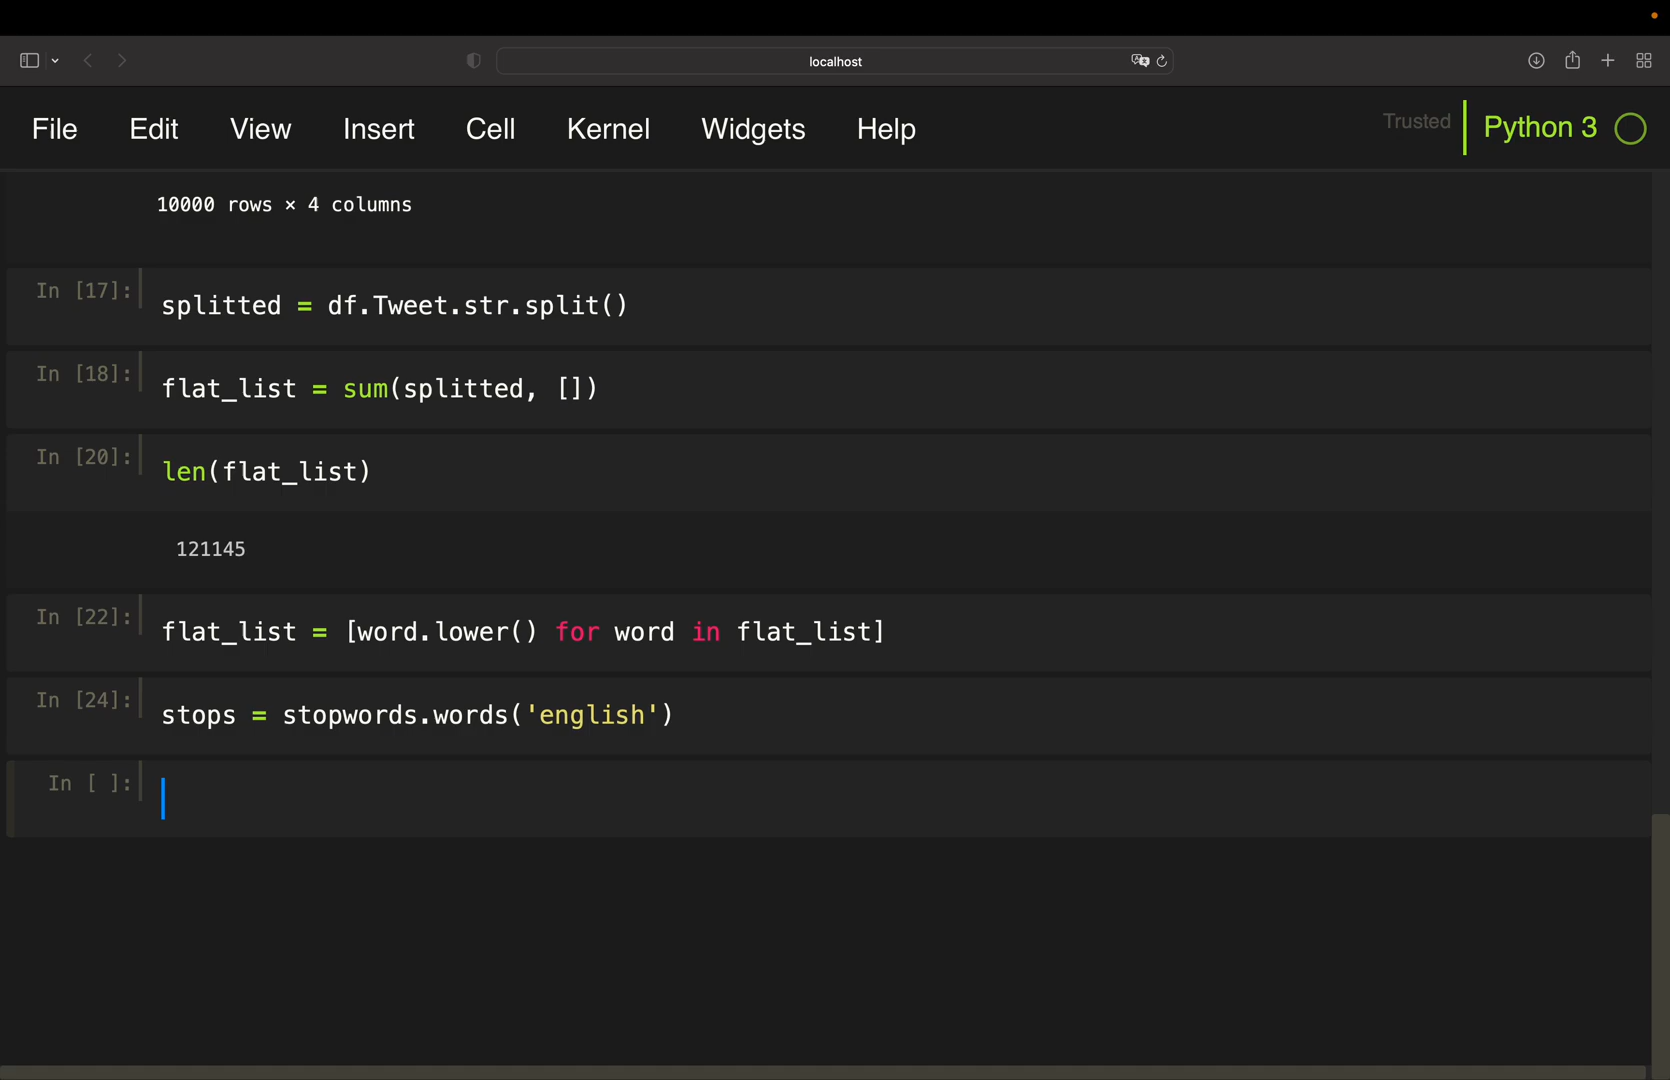 localhost
File Edit View Insert Cell Kernel Widgets Help Trusted Python 3
10000 rows × 4 columns
In [17]: splitted = df.Tweet.str.split()
In [18]: flat_list = sum(splitted, [])
In [20]: len(flat_list)
121145
In [22]: flat_list = [word.lower() for word in flat_list]
In [24]: stops = stopwords.words('english')
In [ ]: